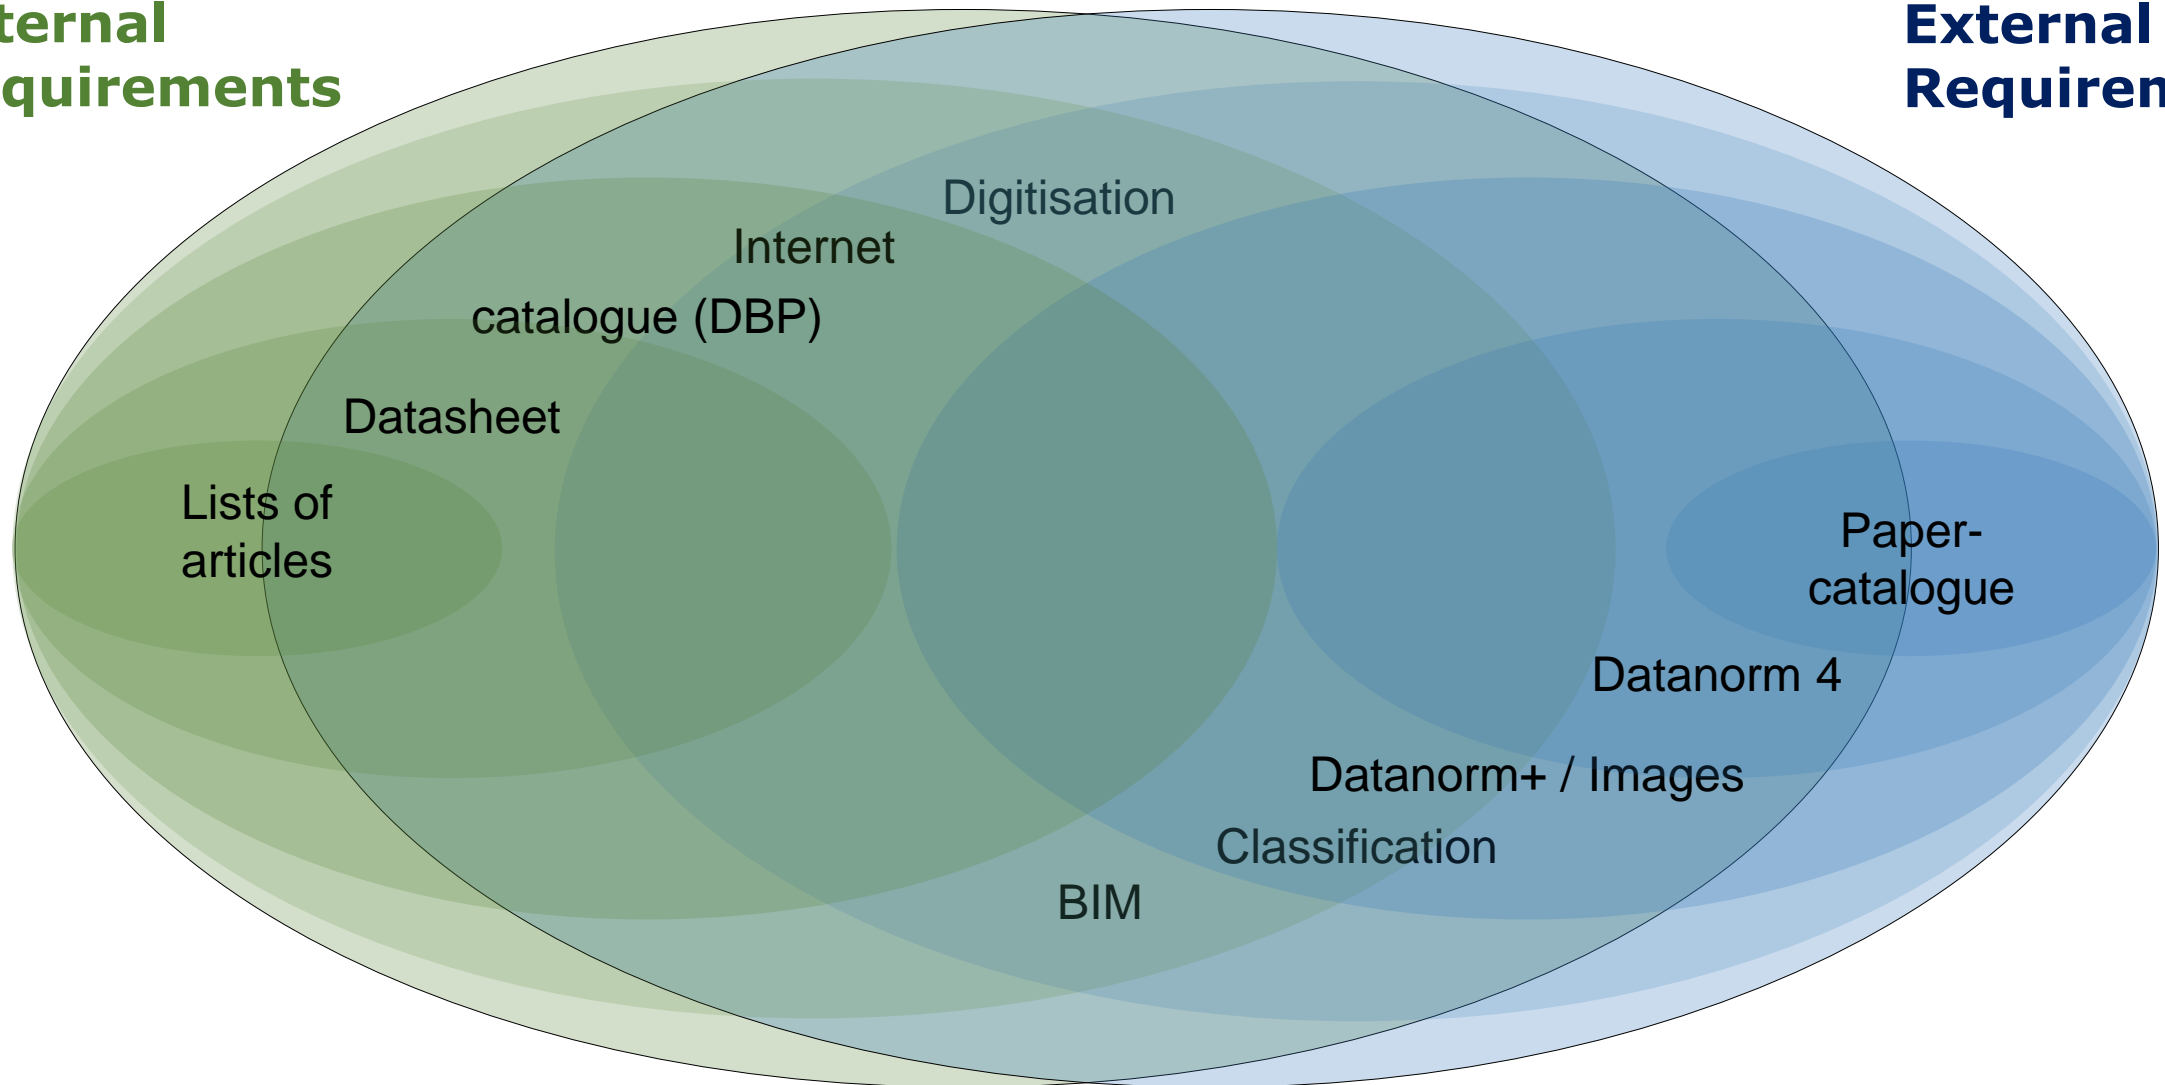 ternal
quirements
External
Requiren
Digitisation
Internet
catalogue (DBP)
Datasheet
Lists of
articles
Paper-
catalogue
Datanorm 4
Datanorm+ / Images
Classification
BIM